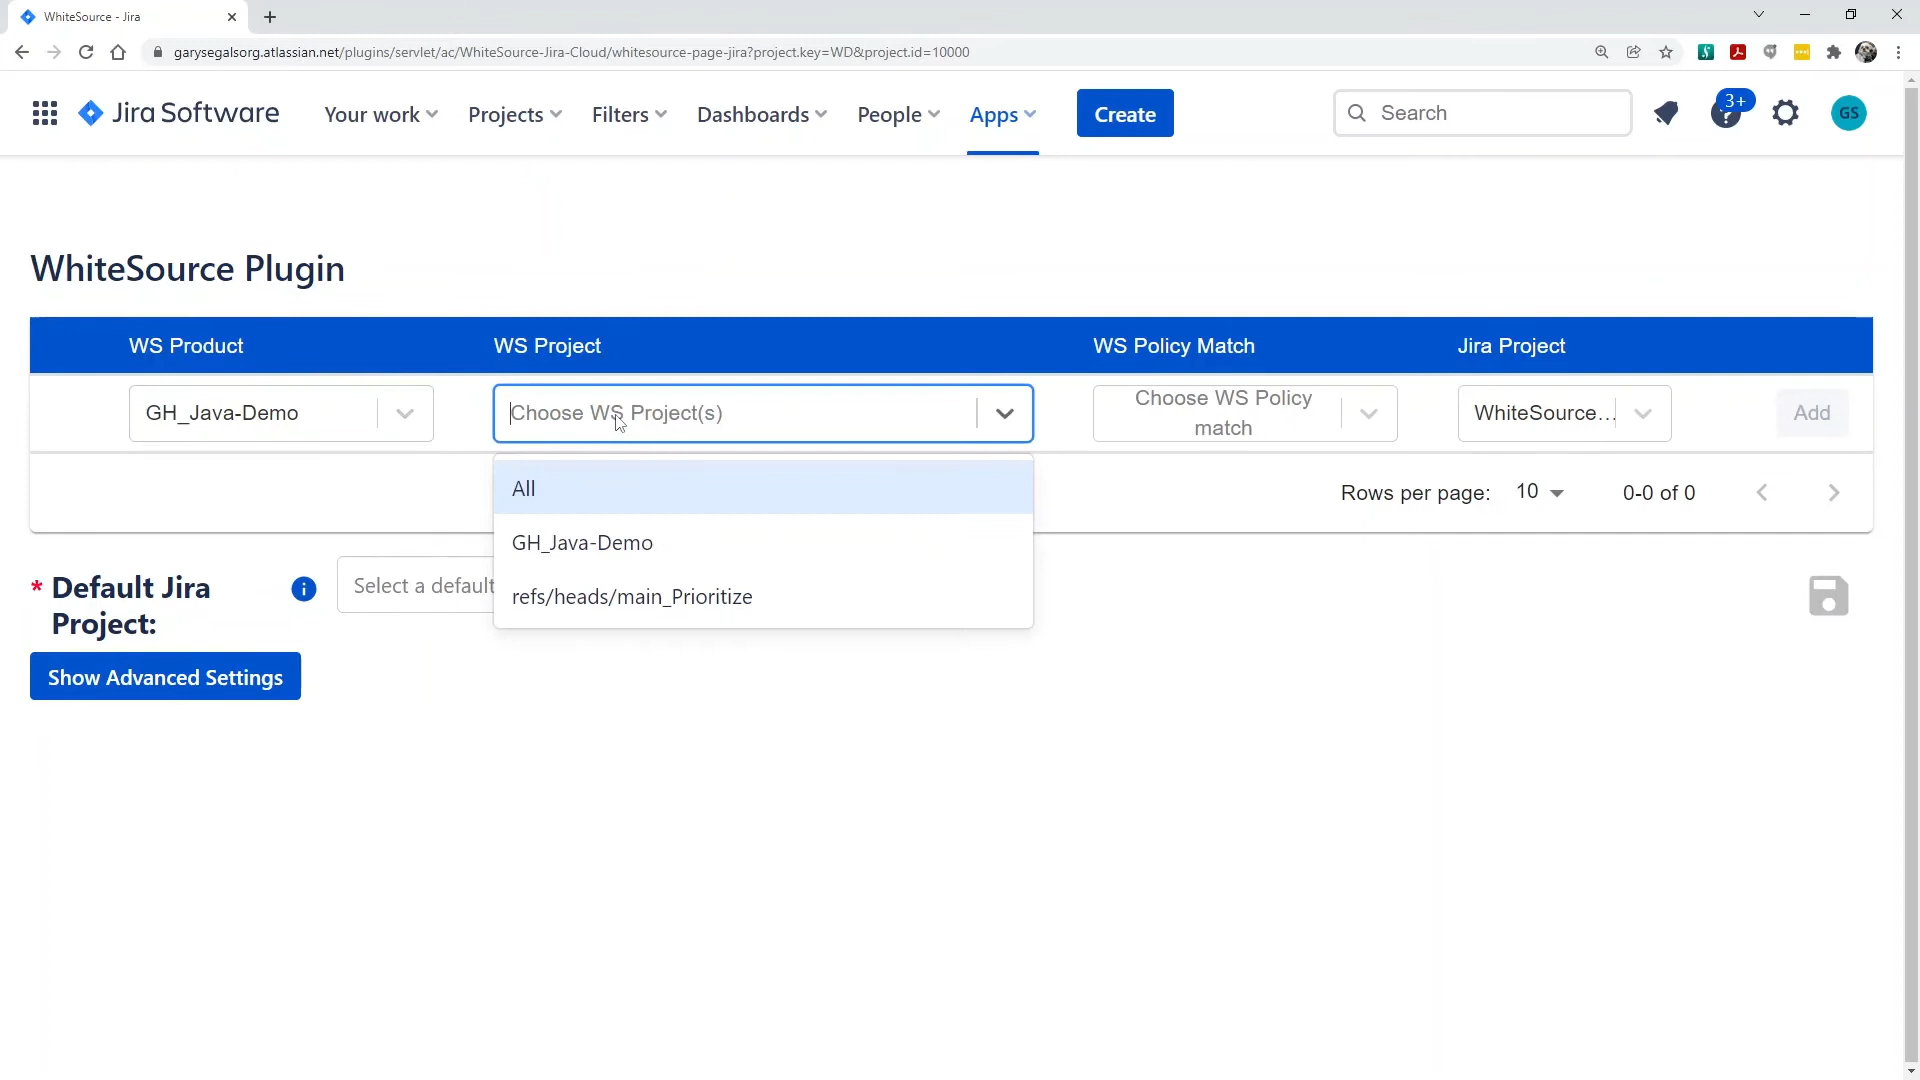 WhiteSource - Jira
garysegalsorg.atlassian.net/plugins/servlet/ac/WhiteSource-Jira-Cloud/whitesource-page-jira?project.key=WD&project.id=10000
Jira Software
Your work
Projects
Filters
Dashboards
People
Apps
Create
Search
3+
?
GS
WhiteSource Plugin
WS Product
WS Project
WS Policy Match
Jira Project
GH_Java-Demo
Choose WS Project(s)
Choose WS Policy
match
WhiteSource...
Add
All
GH_Java-Demo
refs/heads/main_Prioritize
Rows per page:
10
0-0 of 0
* Default Jira
Project:
i
Select a default
Show Advanced Settings